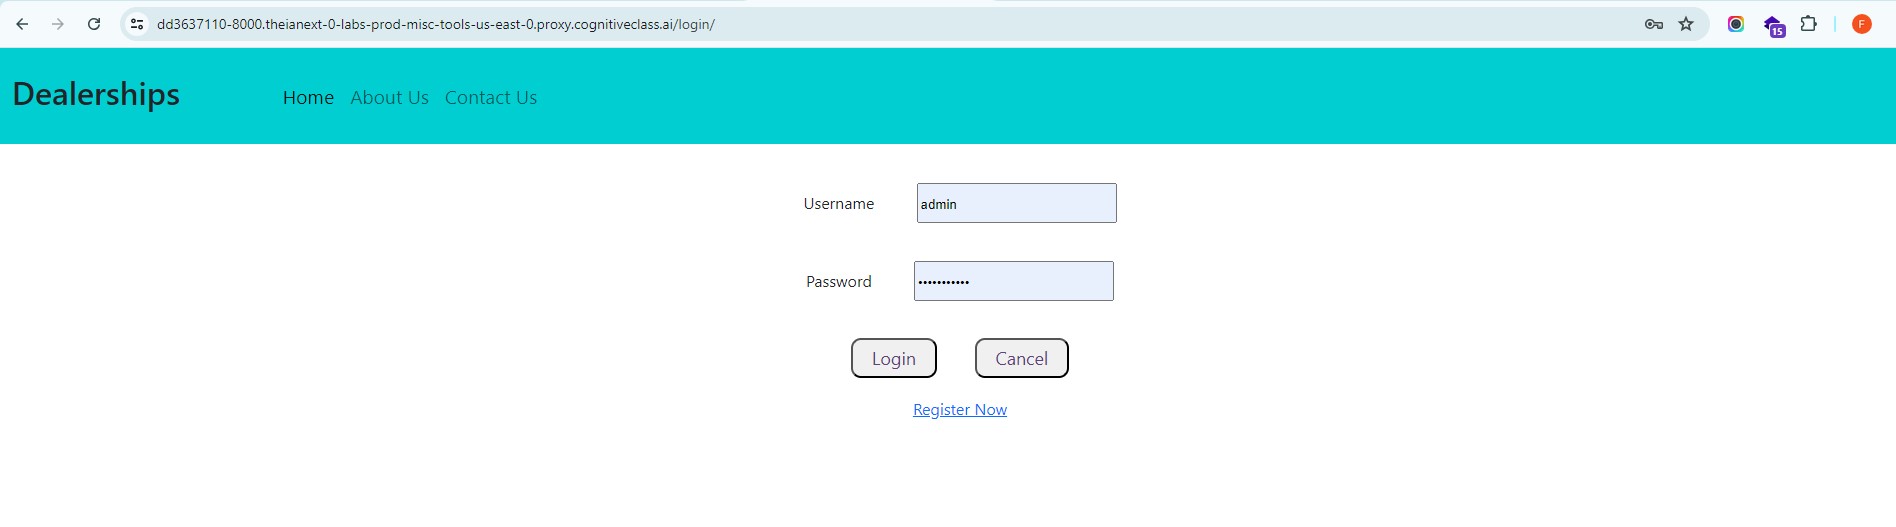 dd3637110-8000.theianext-0-labs-prod-misc-tools-us-east-0.proxy.cognitiveclass.ai/login/
15
F
Dealerships Home About Us Contact Us
Username admin
Password •••••••••••
Login Cancel
Register Now